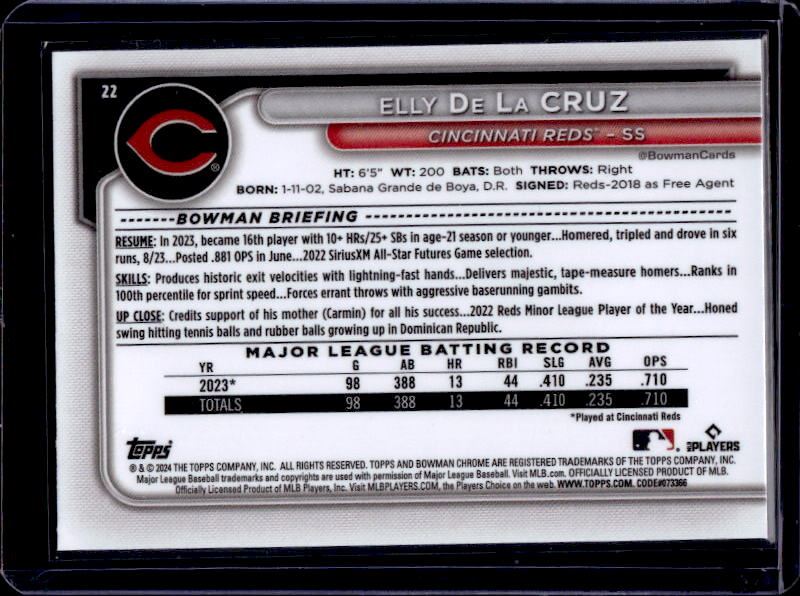 22
ELLY DE LA CRUZ
CINCINNATI REDS® - SS
@BowmanCards
HT: 6'5" WT: 200 BATS: Both THROWS: Right
BORN: 1-11-02, Sabana Grande de Boya, D.R. SIGNED: Reds-2018 as Free Agent
BOWMAN BRIEFING
RESUME: In 2023, became 16th player with 10+ HRs/25+ SBs in age-21 season or younger...Homered, tripled and drove in six
runs, 8/23...Posted .881 OPS in June...2022 SiriusXM All-Star Futures Game selection.
SKILLS: Produces historic exit velocities with lightning-fast hands...Delivers majestic, tape-measure homers...Ranks in
100th percentile for sprint speed...Forces errant throws with aggressive baserunning gambits.
UP CLOSE: Credits support of his mother (Carmin) for all his success...2022 Reds Minor League Player of the Year...Honed
swing hitting tennis balls and rubber balls growing up in Dominican Republic.
MAJOR LEAGUE BATTING RECORD
YR G AB HR RBI SLG AVG OPS
2023* 98 388 13 44 .410 .235 .710
TOTALS 98 388 13 44 .410 .235 .710
*Played at Cincinnati Reds
Topps
MLB PLAYERS
® & © 2024 THE TOPPS COMPANY, INC. ALL RIGHTS RESERVED. TOPPS AND BOWMAN CHROME ARE REGISTERED TRADEMARKS OF THE TOPPS COMPANY, INC.
Major League Baseball trademarks and copyrights are used with permission of Major League Baseball. Visit MLB.com. OFFICIALLY LICENSED PRODUCT OF MLB.
Officially Licensed Product of MLB Players, Inc. Visit MLBPLAYERS.COM, the Players Choice on the web. WWW.TOPPS.COM. CODE#073366